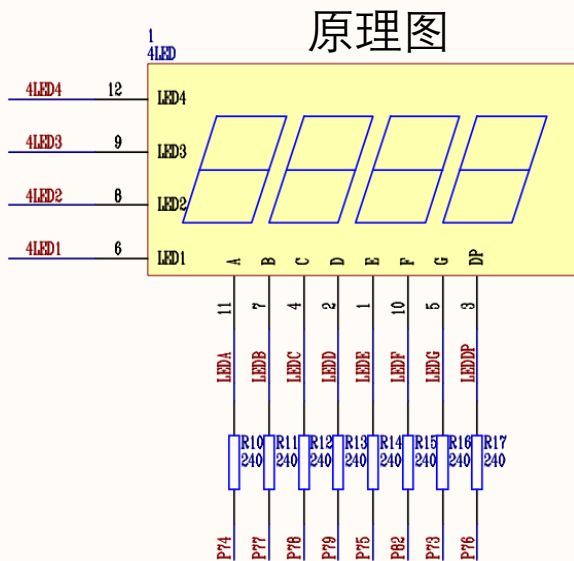 原理图
1
4LED
4LED4 12 LED4
4LED3 9 LED3
4LED2 8 LED2
4LED1 6 LED1
A B C D E F G DP
11 7 4 2 1 10 5 3
LEDA LEDB LEDC LEDD LEDE LEDF LEDG LEDDP
R10 R11 R12 R13 R14 R15 R16 R17
240 240 240 240 240 240 240 240
P74 P77 P78 P79 P75 P82 P73 P76